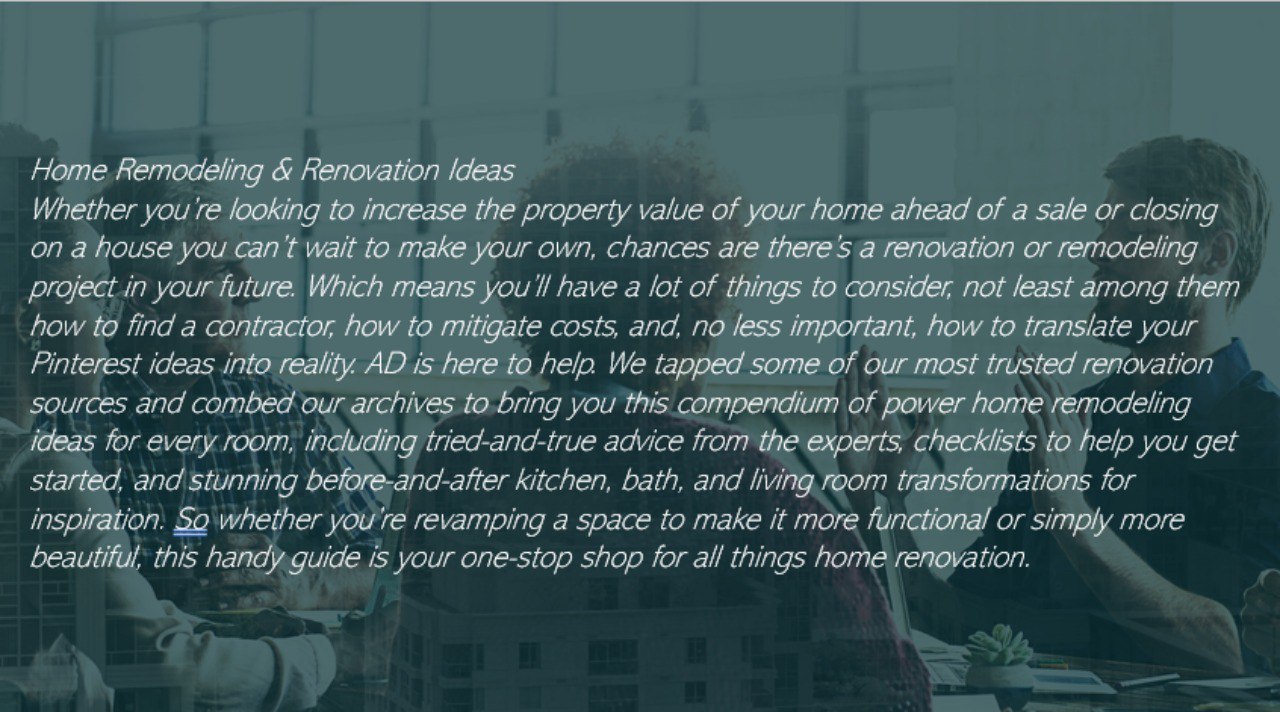 Home Remodeling & Renovation Ideas
Whether you're looking to increase the property value of your home ahead of a sale or closing
on a house you can't wait to make your own, chances are there's a renovation or remodeling
project in your future. Which means you'll have a lot of things to consider, not least among them
how to find a contractor, how to mitigate costs, and, no less important, how to translate your
Pinterest ideas into reality. AD is here to help. We tapped some of our most trusted renovation
sources and combed our archives to bring you this compendium of power home remodeling
ideas for every room, including tried-and-true advice from the experts, checklists to help you get
started, and stunning before-and-after kitchen, bath, and living room transformations for
inspiration. So whether you're revamping a space to make it more functional or simply more
beautiful, this handy guide is your one-stop shop for all things home renovation.